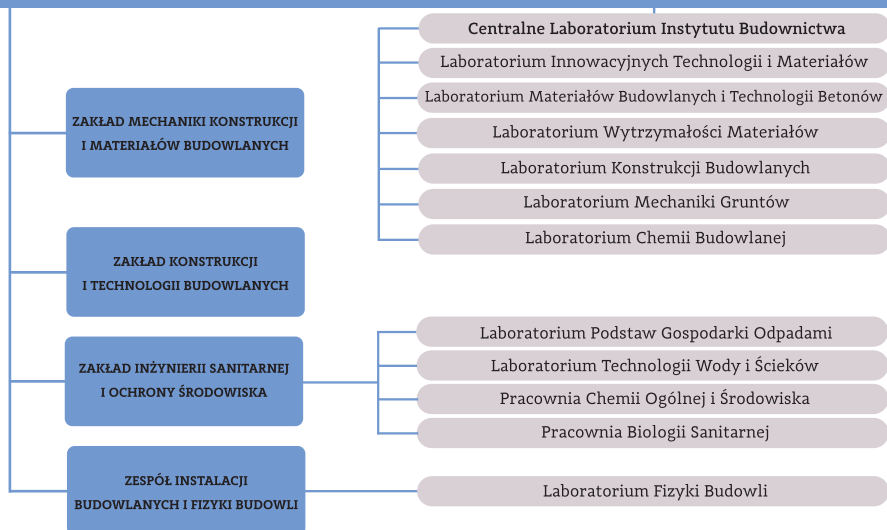 Centralne Laboratorium Instytutu Budownictwa
Laboratorium Innowacyjnych Technologii i Materiałów
Laboratorium Materiałów Budowlanych i Technologii Betonów
Laboratorium Wytrzymałości Materiałów
Laboratorium Konstrukcji Budowlanych
Laboratorium Mechaniki Gruntów
Laboratorium Chemii Budowlanej
ZAKŁAD MECHANIKI KONSTRUKCJI
I MATERIAŁÓW BUDOWLANYCH
ZAKŁAD KONSTRUKCJI
I TECHNOLOGII BUDOWLANYCH
ZAKŁAD INŻYNIERII SANITARNEJ
I OCHRONY ŚRODOWISKA
Laboratorium Podstaw Gospodarki Odpadami
Laboratorium Technologii Wody i Ścieków
Pracownia Chemii Ogólnej i Środowiska
Pracownia Biologii Sanitarnej
ZESPÓŁ INSTALACJI
BUDOWLANYCH I FIZYKI BUDOWLI
Laboratorium Fizyki Budowli